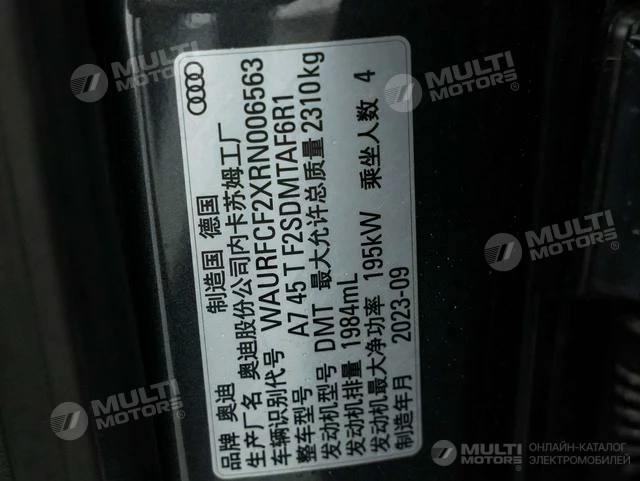 品牌 奥迪 制造国 德国
生产厂名 奥迪股份公司内卡苏姆工厂
车辆识别代号 WAURFCF2XRN006563
整车型号 A7 45 T F2SDMTAF6R1
发动机型号 DMT 最大允许总质量 2310kg
发动机排量 1984mL
发动机最大净功率 195kW 乘坐人数 4
制造年月 2023-09
MULTI MOTORS®
MULTI MOTORS®
MULTI MOTORS®
MULTI MOTORS®
MULTI MOTORS®
MULTI MOTORS®
MULTI MOTORS®
ОНЛАЙН-КАТАЛОГ
ЭЛЕКТРОМОБИЛЕЙ